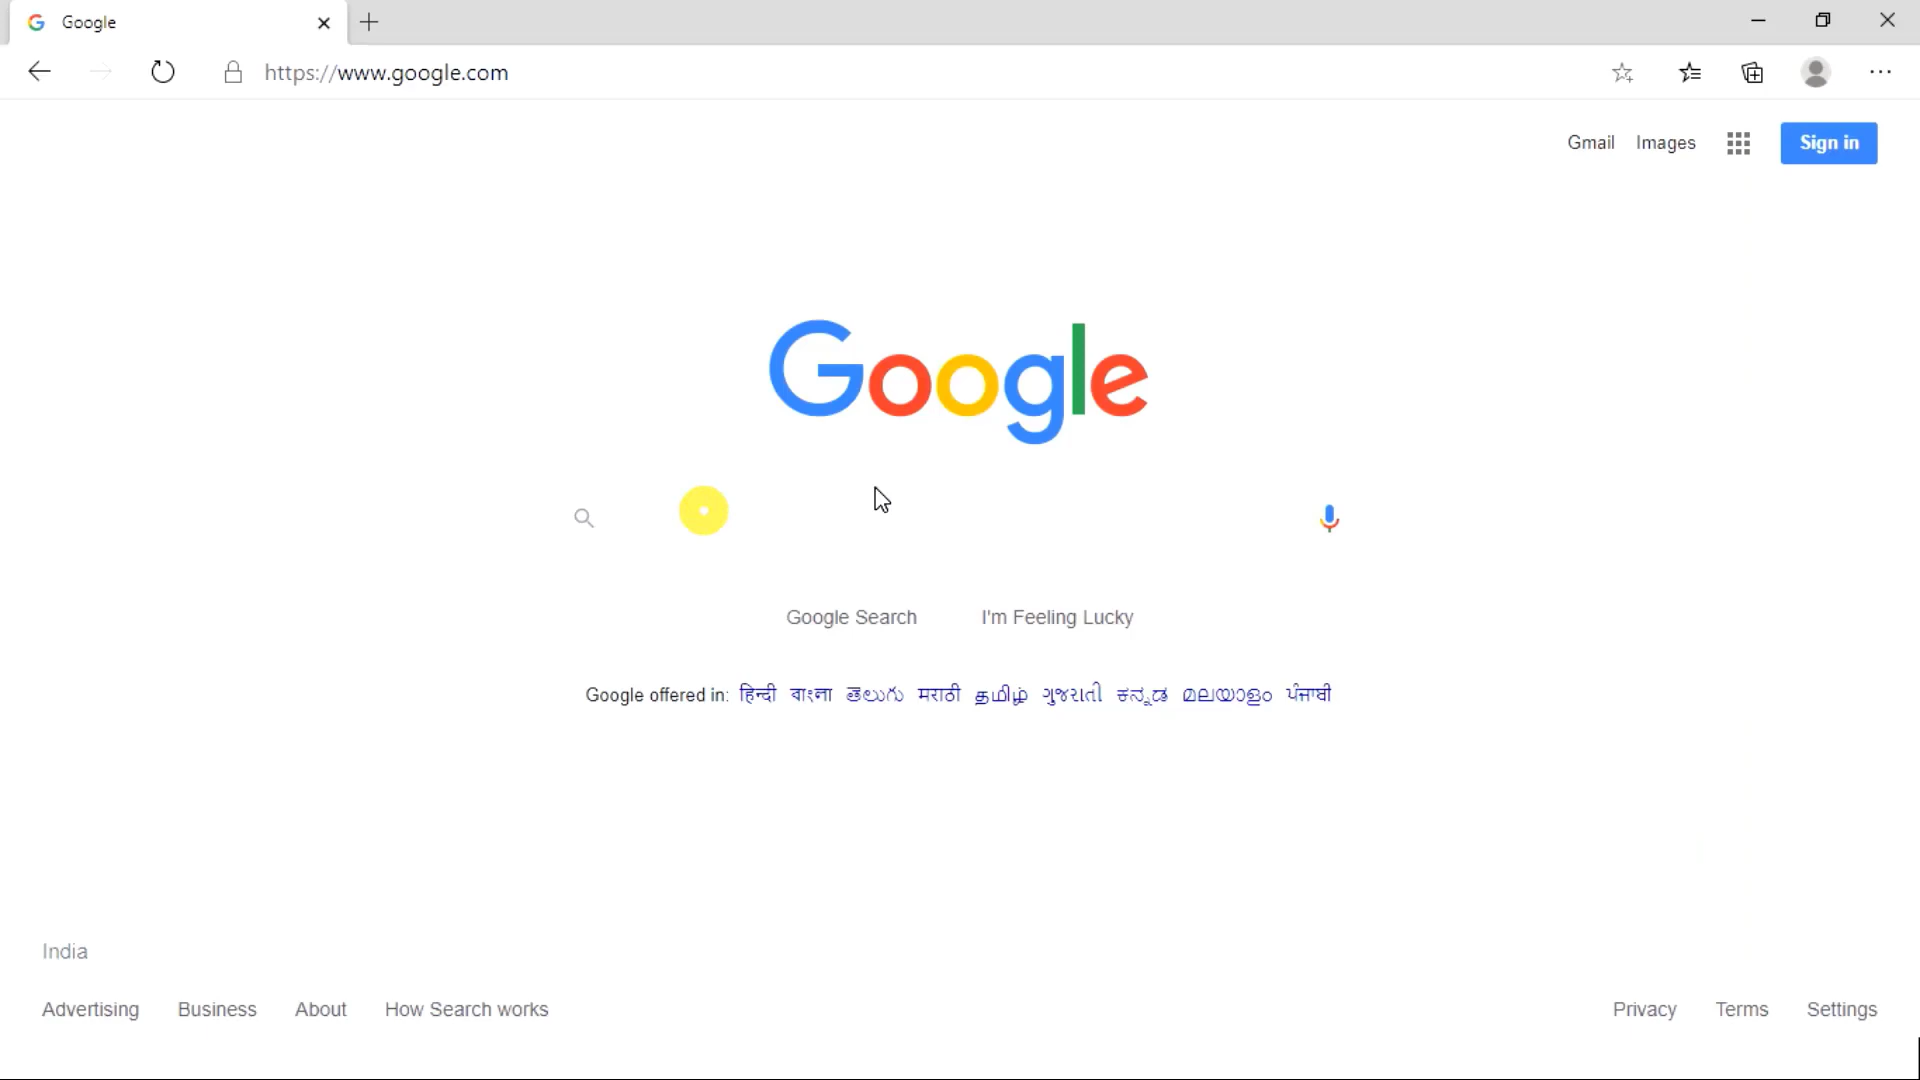 Google
https://www.google.com
Gmail Images Sign in
Google
Google Search I'm Feeling Lucky
Google offered in: हिन्दी বাংলা తెలుగు मराठी தமிழ் ગુજરાતી ಕನ್ನಡ മലയാളം ਪੰਜਾਬੀ
India
Advertising Business About How Search works Privacy Terms Settings